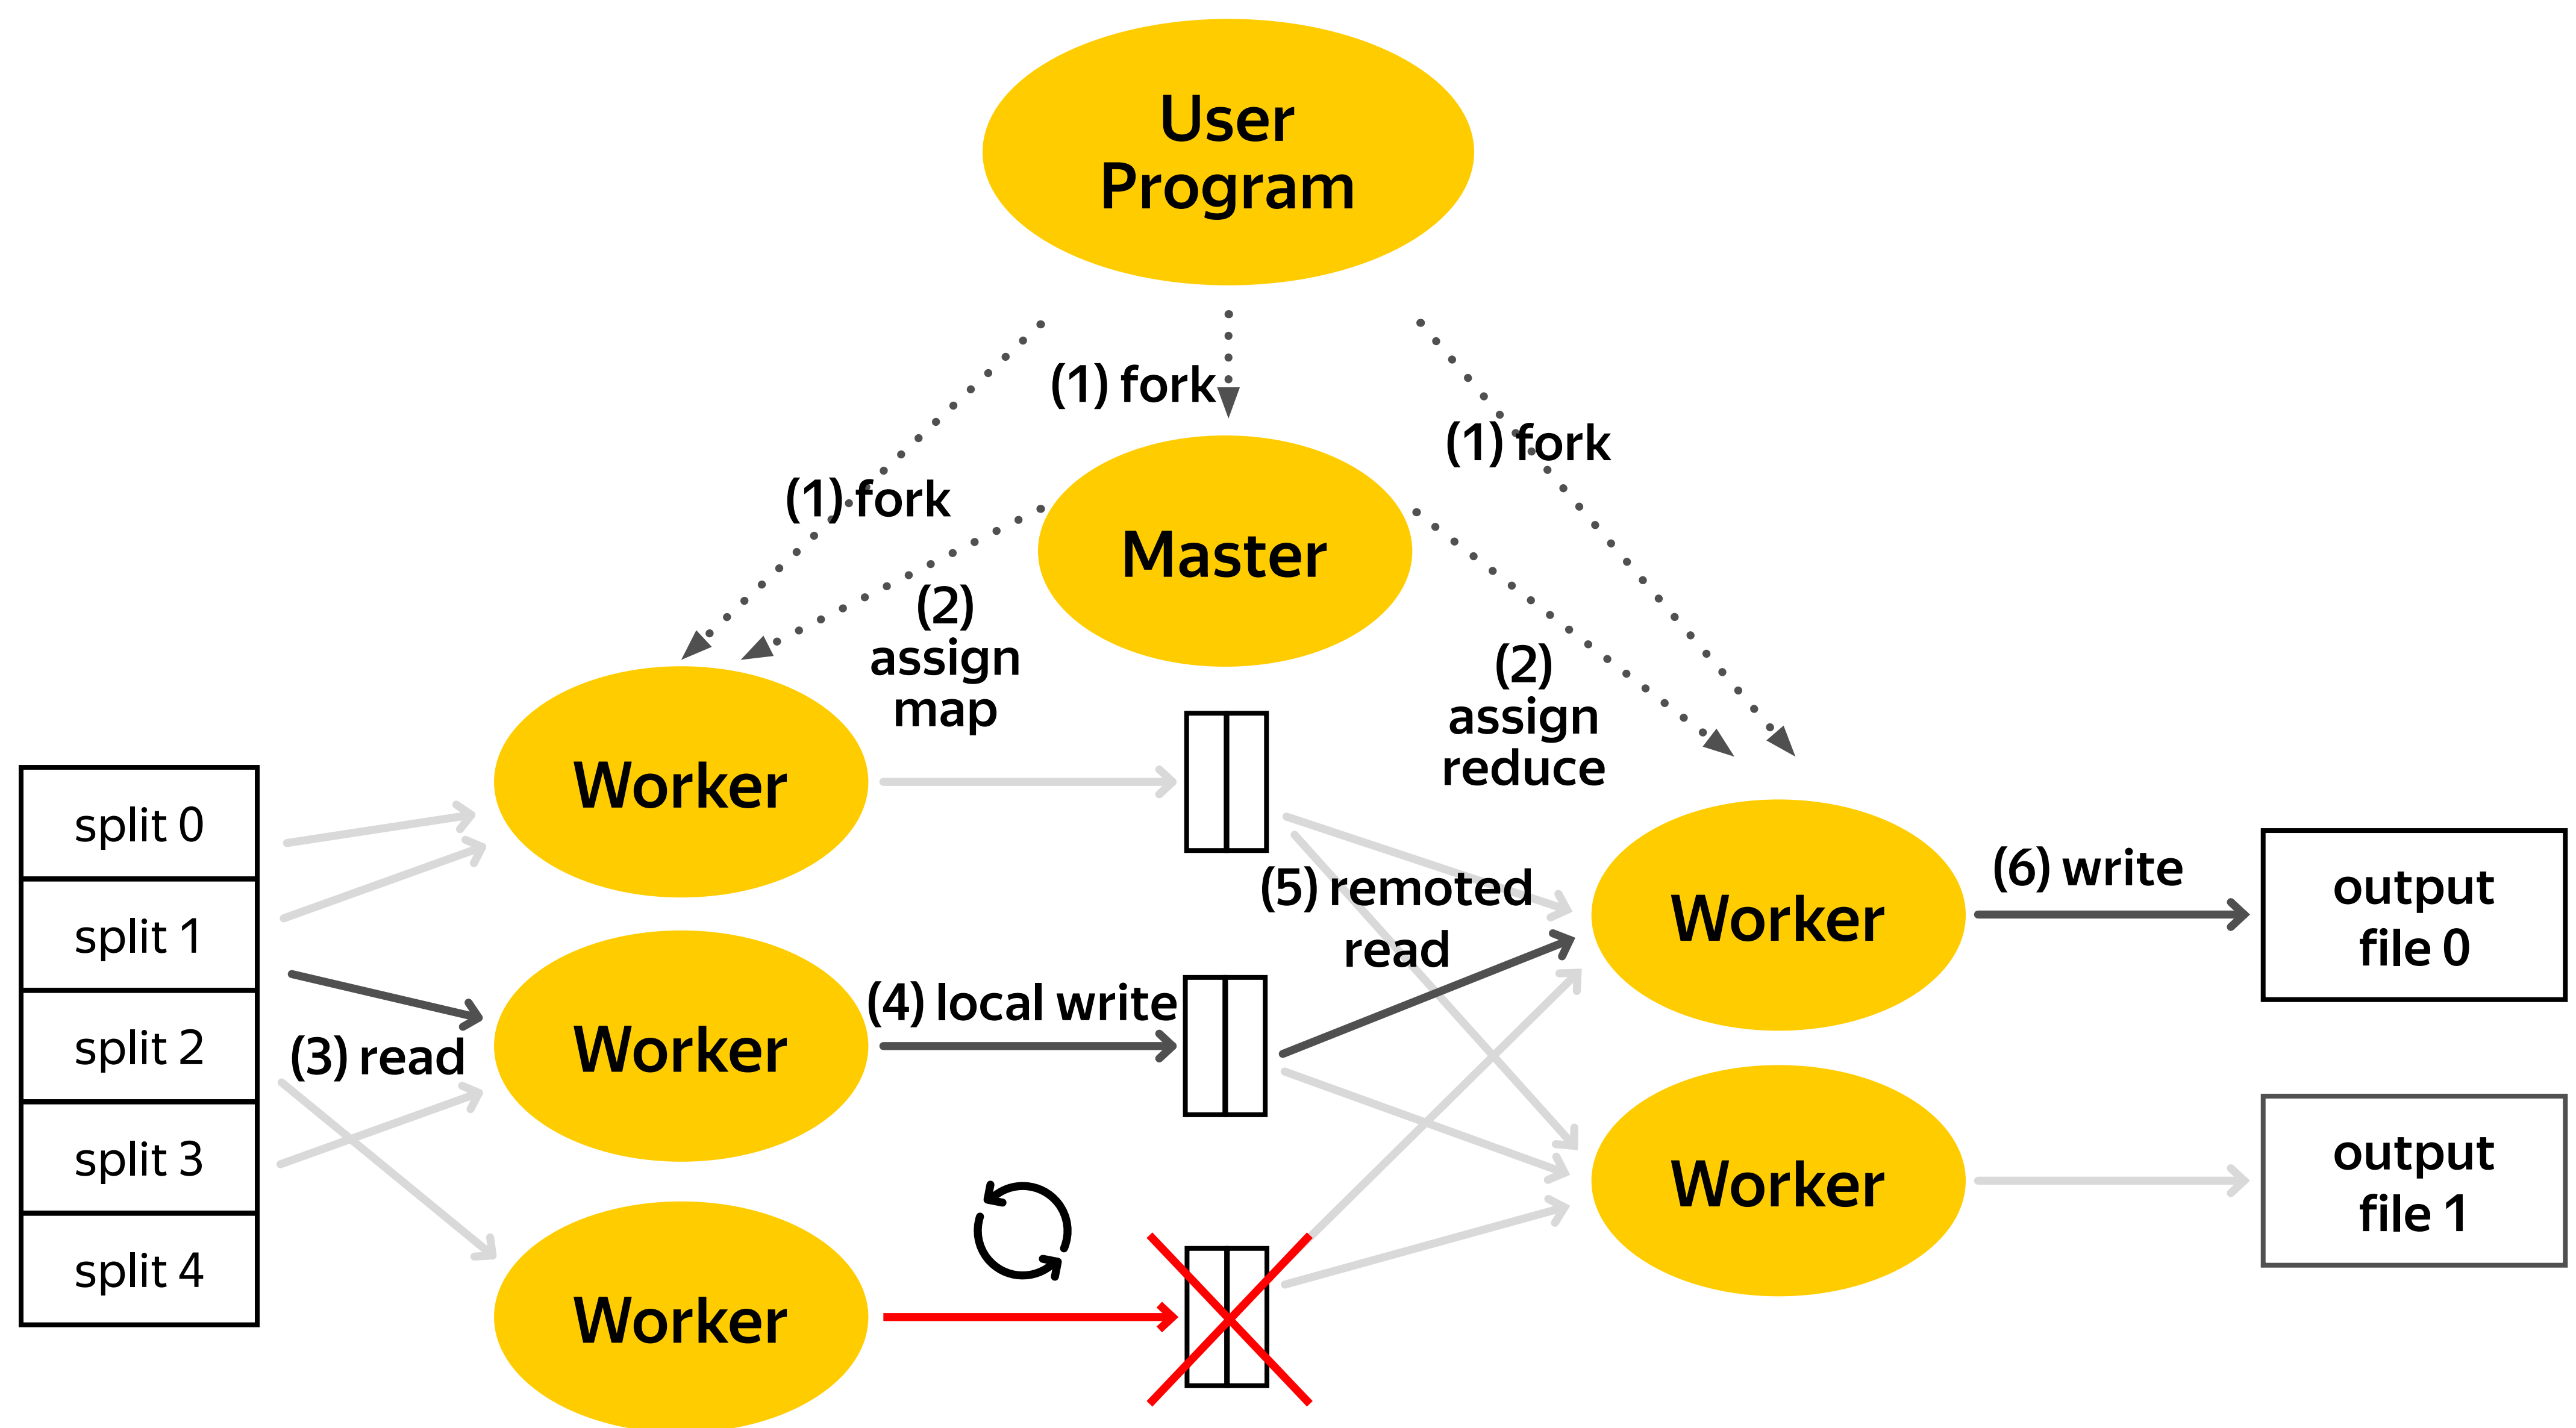 User
Program
(1) fork
(1) fork
(1) fork
Master
(2)
assign
map
(2)
assign
reduce
split 0
split 1
split 2
split 3
split 4
(3) read
Worker
Worker
Worker
(4) local write
(5) remoted
read
Worker
Worker
(6) write
output
file 0
output
file 1